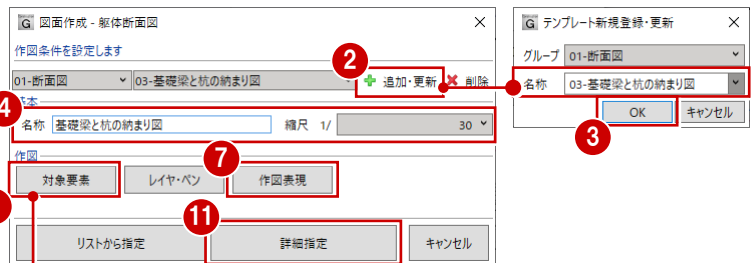 G 図面作成 - 躯体断面図
作図条件を設定します
01-断面図 03-基礎梁と杭の納まり図 追加・更新 削除
2
基本
4
名称 基礎梁と杭の納まり図 縮尺 1/ 30
作図
7
対象要素 レイヤ・ペン 作図表現
11
リストから指定 詳細指定 キャンセル
G テンプレート新規登録・更新
グループ 01-断面図
名称 03-基礎梁と杭の納まり図
OK キャンセル
3